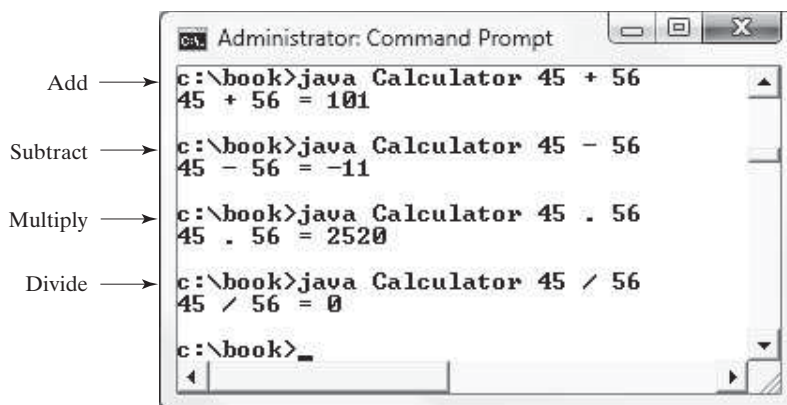 Administrator: Command Prompt
Add
c:\book>java Calculator 45 + 56
45 + 56 = 101
Subtract
c:\book>java Calculator 45 - 56
45 - 56 = -11
Multiply
c:\book>java Calculator 45 . 56
45 . 56 = 2520
Divide
c:\book>java Calculator 45 / 56
45 / 56 = 0
c:\book>_